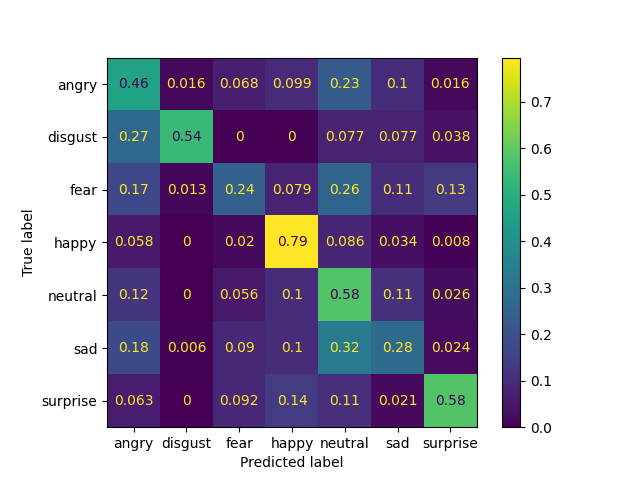 angry 0.46 0.016 0.068 0.099 0.23 0.1 0.016
disgust 0.27 0.54 0 0 0.077 0.077 0.038
fear 0.17 0.013 0.24 0.079 0.26 0.11 0.13
happy 0.058 0 0.02 0.79 0.086 0.034 0.008
neutral 0.12 0 0.056 0.1 0.58 0.11 0.026
sad 0.18 0.006 0.09 0.1 0.32 0.28 0.024
surprise 0.063 0 0.092 0.14 0.11 0.021 0.58
angry disgust fear happy neutral sad surprise
Predicted label
True label
0.7
0.6
0.5
0.4
0.3
0.2
0.1
0.0